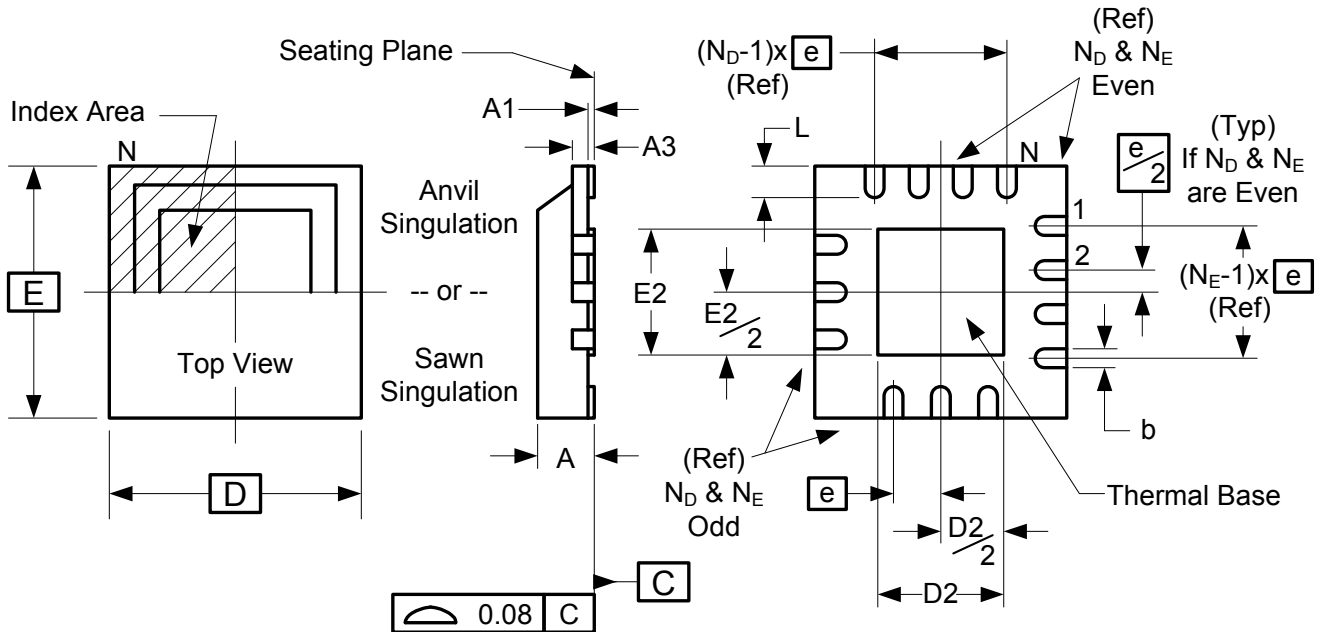 Seating Plane
Index Area
N
E
Top View
D
A1
A3
Anvil
Singulation
-- or --
Sawn
Singulation
A
0.08 C
C
(N_D-1)x e
(Ref)
(Ref)
N_D & N_E
Even
L
N
e/2
(Typ)
If N_D & N_E
are Even
1
2
(N_E-1)x e
(Ref)
E2
E2/2
b
(Ref)
N_D & N_E
Odd
e
Thermal Base
D2/2
D2